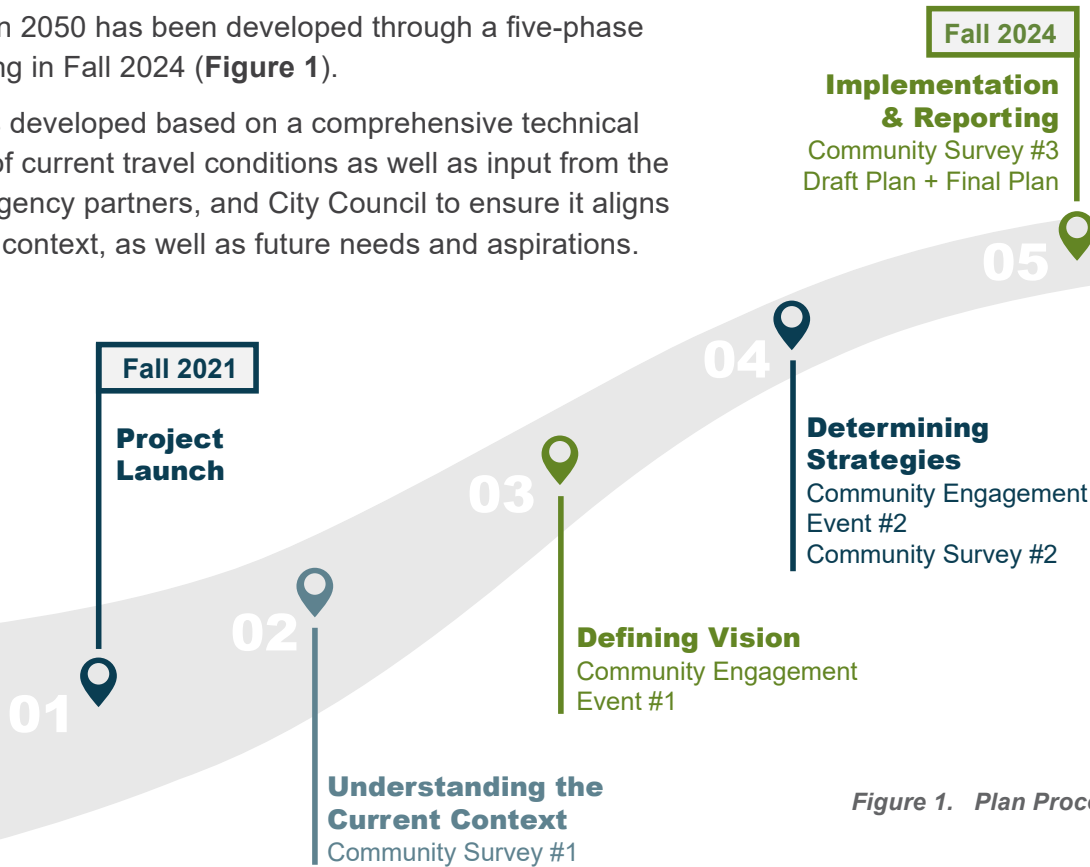 n 2050 has been developed through a five-phase
ng in Fall 2024 (Figure 1).
developed based on a comprehensive technical
of current travel conditions as well as input from the
gency partners, and City Council to ensure it aligns
context, as well as future needs and aspirations.
Fall 2024
Implementation
& Reporting
Community Survey #3
Draft Plan + Final Plan
05
04
Determining
Strategies
Community Engagement
Event #2
Community Survey #2
Fall 2021
Project
Launch
03
Defining Vision
Community Engagement
Event #1
02
Understanding the
Current Context
Community Survey #1
01
Figure 1. Plan Proc